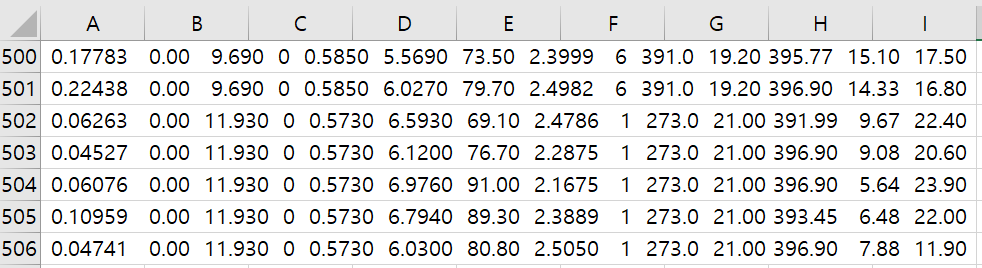 A B C D E F G H I
500 0.17783 0.00 9.690 0 0.5850 5.5690 73.50 2.3999 6 391.0 19.20 395.77 15.10 17.50
501 0.22438 0.00 9.690 0 0.5850 6.0270 79.70 2.4982 6 391.0 19.20 396.90 14.33 16.80
502 0.06263 0.00 11.930 0 0.5730 6.5930 69.10 2.4786 1 273.0 21.00 391.99 9.67 22.40
503 0.04527 0.00 11.930 0 0.5730 6.1200 76.70 2.2875 1 273.0 21.00 396.90 9.08 20.60
504 0.06076 0.00 11.930 0 0.5730 6.9760 91.00 2.1675 1 273.0 21.00 396.90 5.64 23.90
505 0.10959 0.00 11.930 0 0.5730 6.7940 89.30 2.3889 1 273.0 21.00 393.45 6.48 22.00
506 0.04741 0.00 11.930 0 0.5730 6.0300 80.80 2.5050 1 273.0 21.00 396.90 7.88 11.90